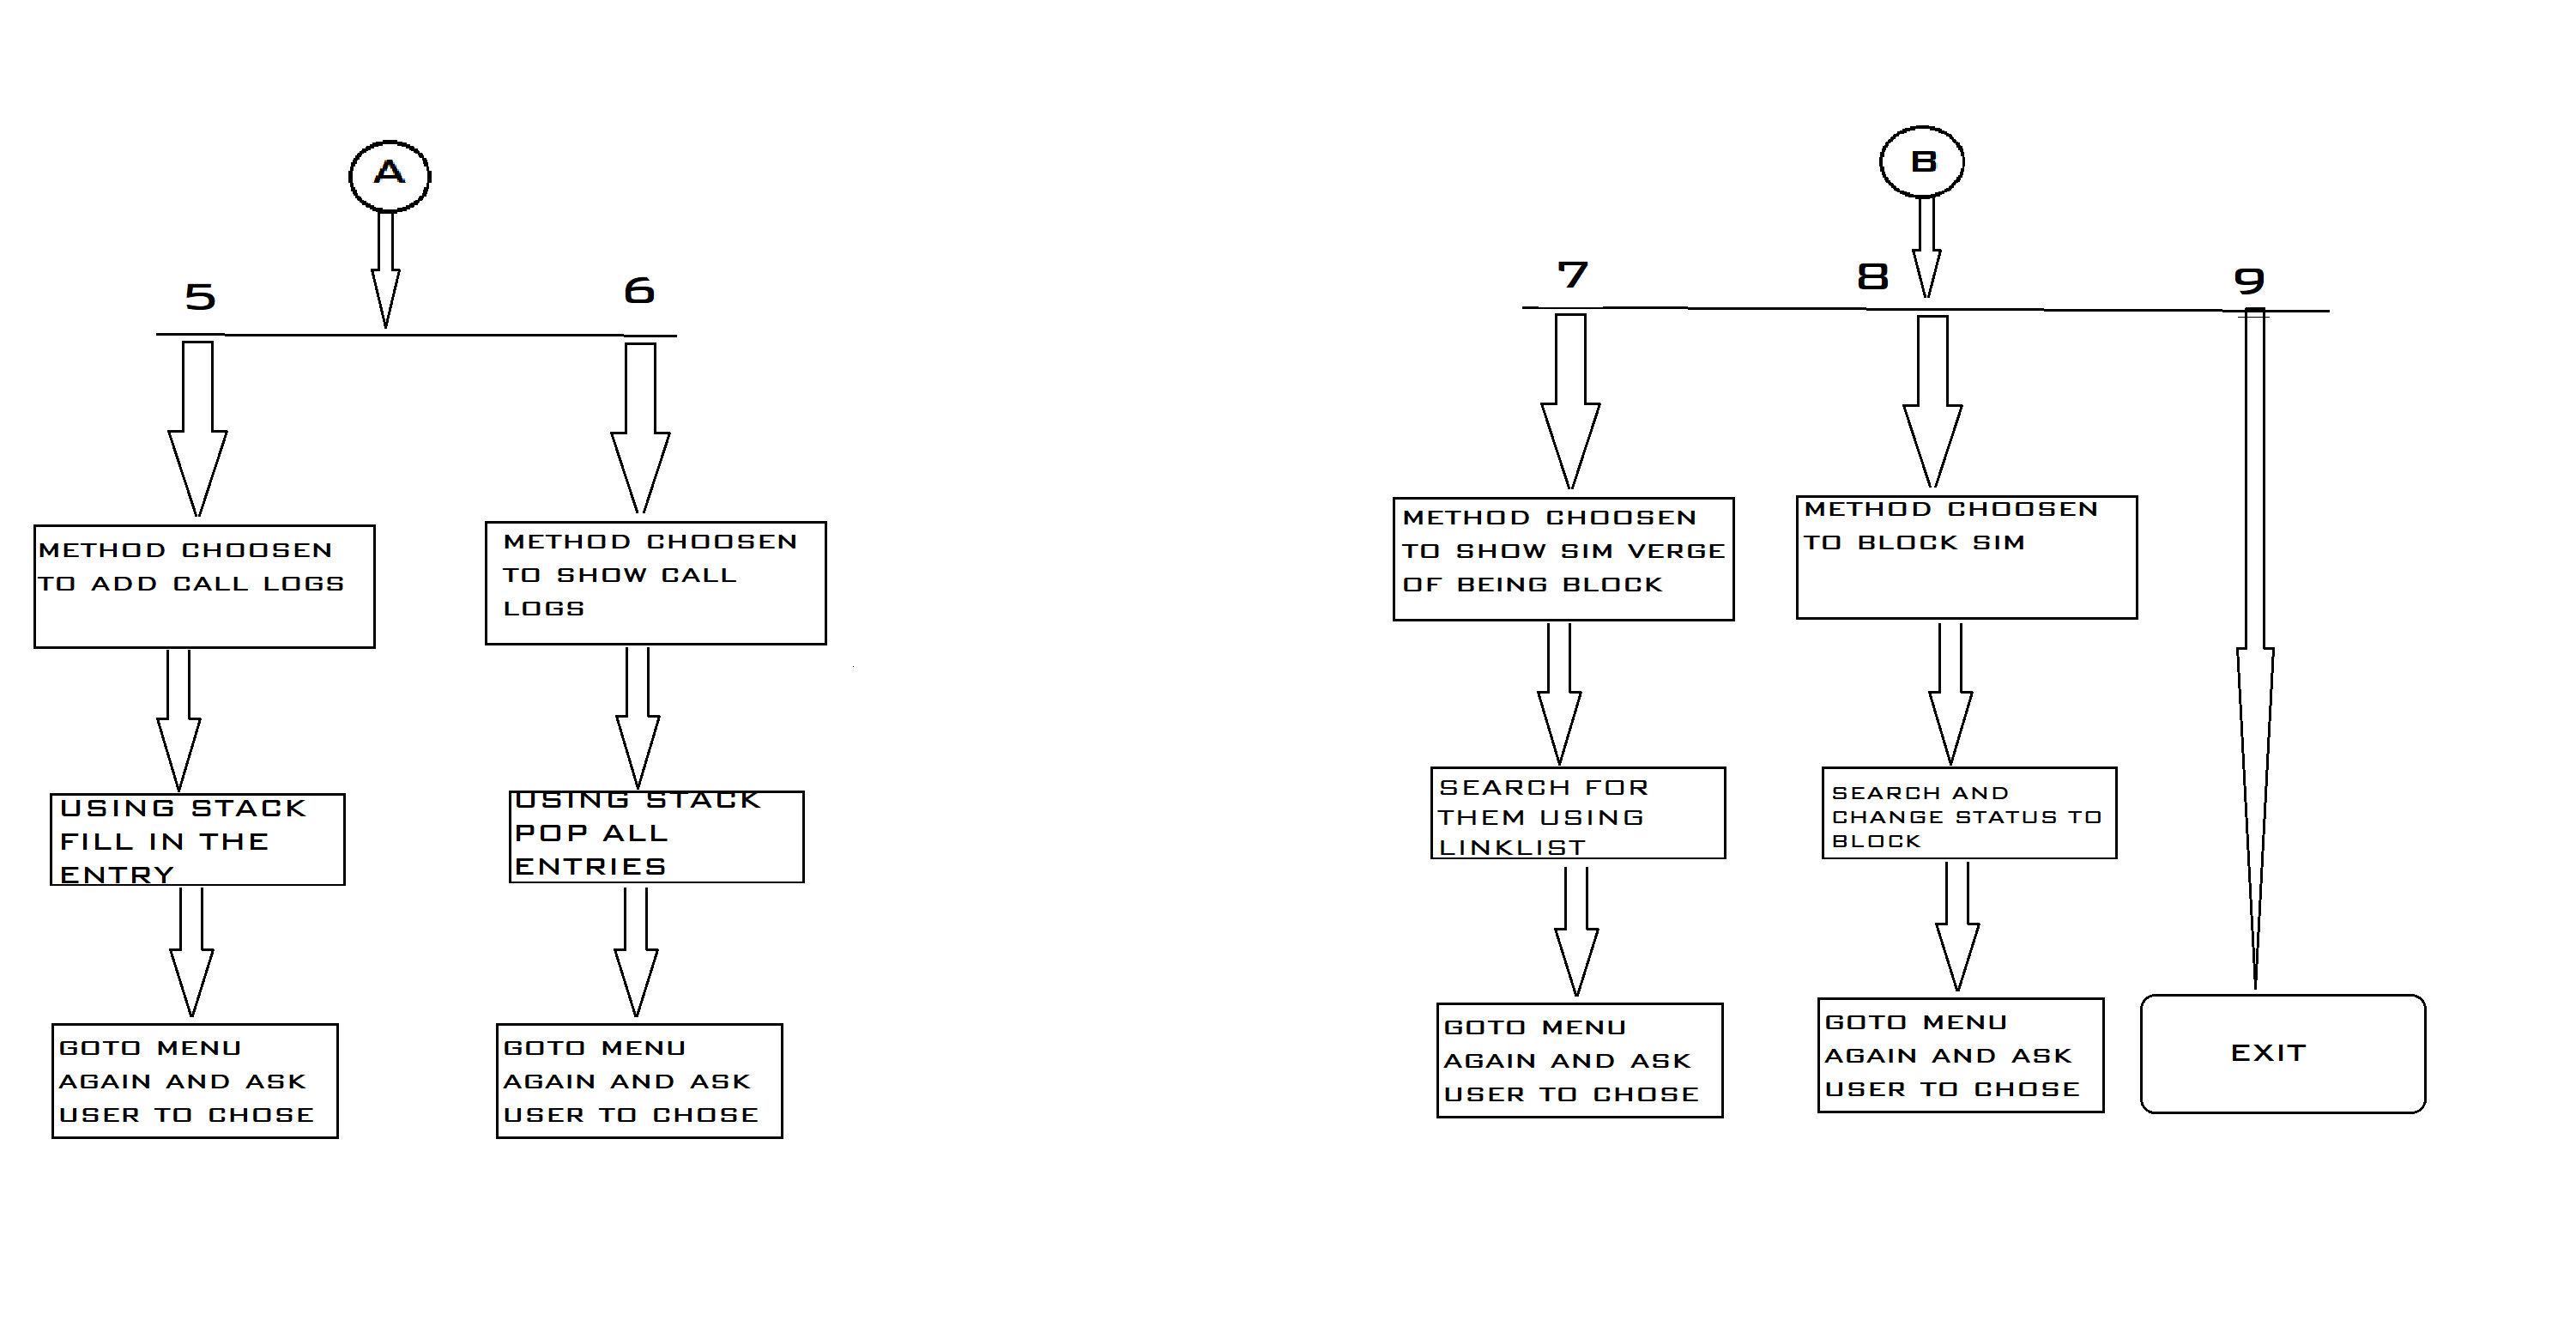 A
5
6
METHOD CHOOSEN
TO ADD CALL LOGS
METHOD CHOOSEN
TO SHOW CALL
LOGS
USING STACK
FILL IN THE
ENTRY
USING STACK
POP ALL
ENTRIES
GOTO MENU
AGAIN AND ASK
USER TO CHOSE
GOTO MENU
AGAIN AND ASK
USER TO CHOSE
B
7
8
9
METHOD CHOOSEN
TO SHOW SIM VERGE
OF BEING BLOCK
METHOD CHOOSEN
TO BLOCK SIM
SEARCH FOR
THEM USING
LINKLIST
SEARCH AND
CHANGE STATUS TO
BLOCK
GOTO MENU
AGAIN AND ASK
USER TO CHOSE
GOTO MENU
AGAIN AND ASK
USER TO CHOSE
EXIT